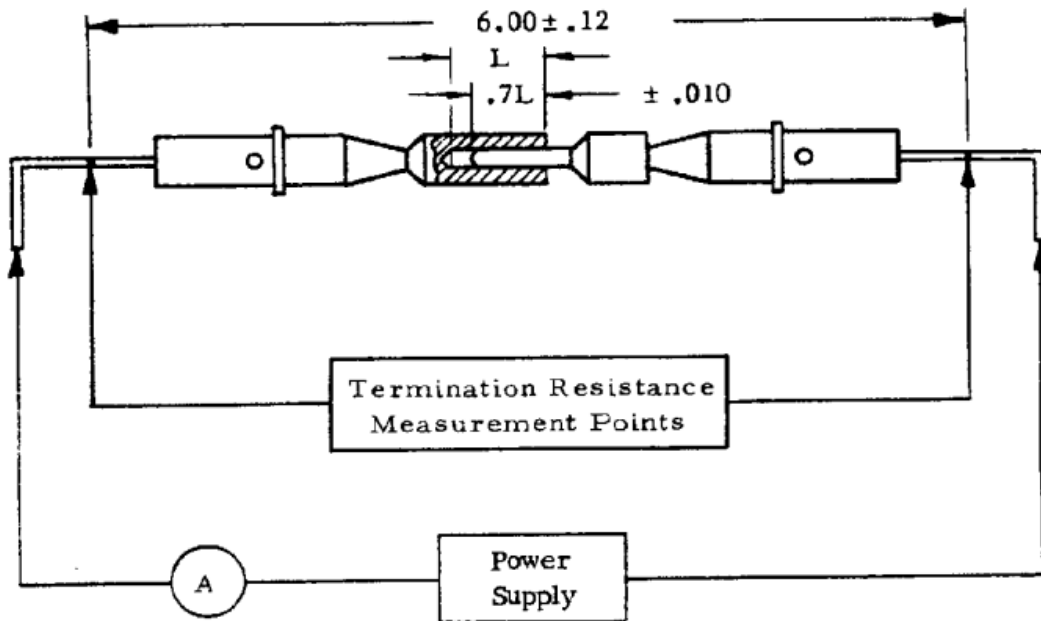 6.00 ± .12
L
.7L ± .010
Termination Resistance
Measurement Points
A
Power
Supply